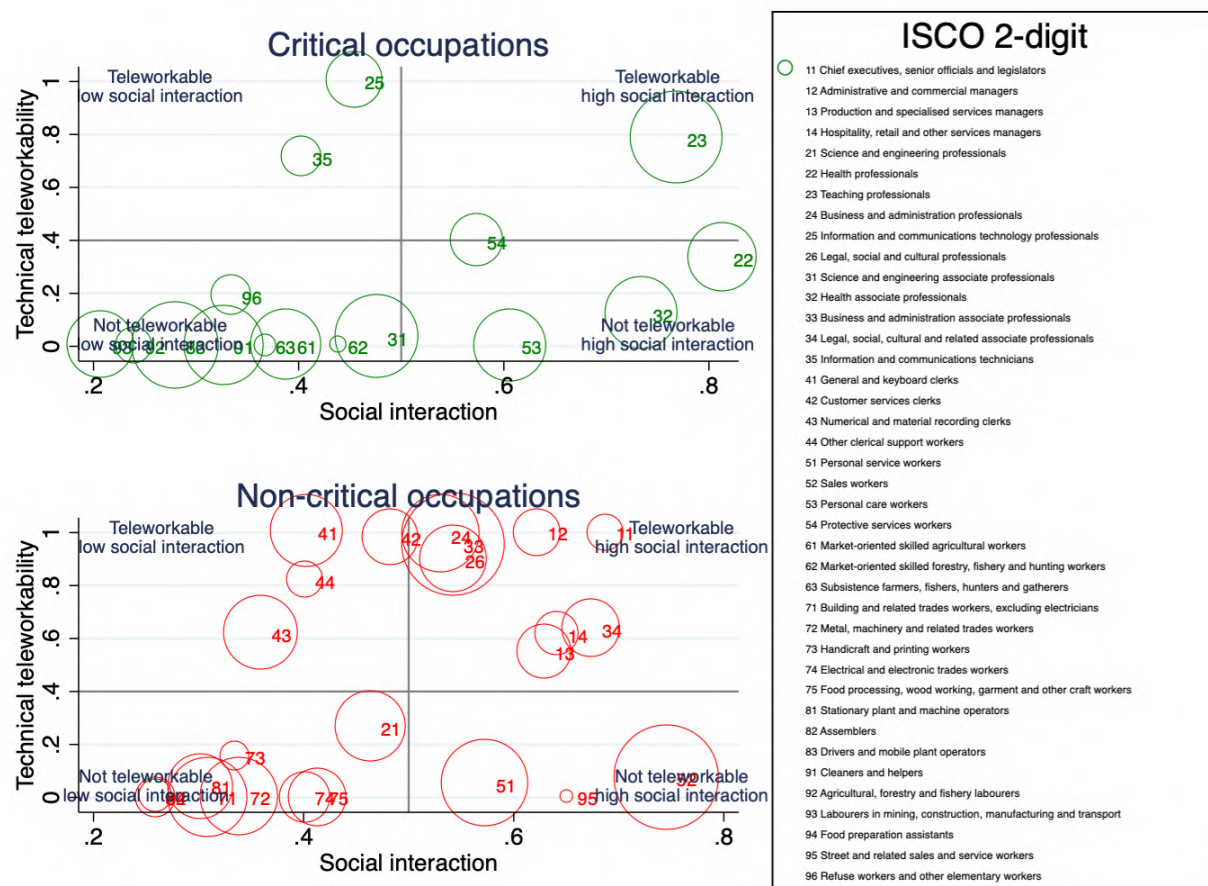 Critical occupations
Teleworkable
low social interaction
Teleworkable
high social interaction
Technical teleworkability
1
.8
.6
.4
.2
0
25
23
35
54
22
96
32
31
Not teleworkable
low social interaction
Not teleworkable
high social interaction
92
63
61
62
53
.2
.4
.6
.8
Social interaction
Non-critical occupations
Teleworkable
low social interaction
Teleworkable
high social interaction
Technical teleworkability
1
.8
.6
.4
.2
0
41
42
24
33
26
12
11
44
43
14
34
13
21
73
81
51
52
Not teleworkable
low social interaction
Not teleworkable
high social interaction
71
72
74
75
95
.2
.4
.6
.8
Social interaction
ISCO 2-digit
11 Chief executives, senior officials and legislators
12 Administrative and commercial managers
13 Production and specialised services managers
14 Hospitality, retail and other services managers
21 Science and engineering professionals
22 Health professionals
23 Teaching professionals
24 Business and administration professionals
25 Information and communications technology professionals
26 Legal, social and cultural professionals
31 Science and engineering associate professionals
32 Health associate professionals
33 Business and administration associate professionals
34 Legal, social, cultural and related associate professionals
35 Information and communications technicians
41 General and keyboard clerks
42 Customer services clerks
43 Numerical and material recording clerks
44 Other clerical support workers
51 Personal service workers
52 Sales workers
53 Personal care workers
54 Protective services workers
61 Market-oriented skilled agricultural workers
62 Market-oriented skilled forestry, fishery and hunting workers
63 Subsistence farmers, fishers, hunters and gatherers
71 Building and related trades workers, excluding electricians
72 Metal, machinery and related trades workers
73 Handicraft and printing workers
74 Electrical and electronic trades workers
75 Food processing, wood working, garment and other craft workers
81 Stationary plant and machine operators
82 Assemblers
83 Drivers and mobile plant operators
91 Cleaners and helpers
92 Agricultural, forestry and fishery labourers
93 Labourers in mining, construction, manufacturing and transport
94 Food preparation assistants
95 Street and related sales and service workers
96 Refuse workers and other elementary workers